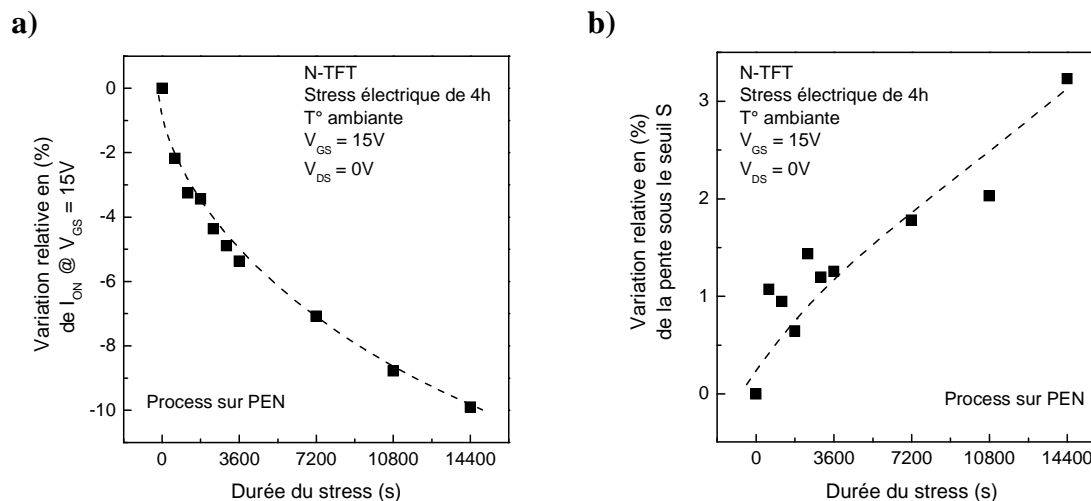 a)
Variation relative en (%)
de I_ON @ V_GS = 15V
0
-2
-4
-6
-8
-10
N-TFT
Stress électrique de 4h
T° ambiante
V_GS = 15V
V_DS = 0V
Process sur PEN
0 3600 7200 10800 14400
Durée du stress (s)
b)
Variation relative en (%)
de la pente sous le seuil S
3
2
1
0
N-TFT
Stress électrique de 4h
T° ambiante
V_GS = 15V
V_DS = 0V
Process sur PEN
0 3600 7200 10800 14400
Durée du stress (s)